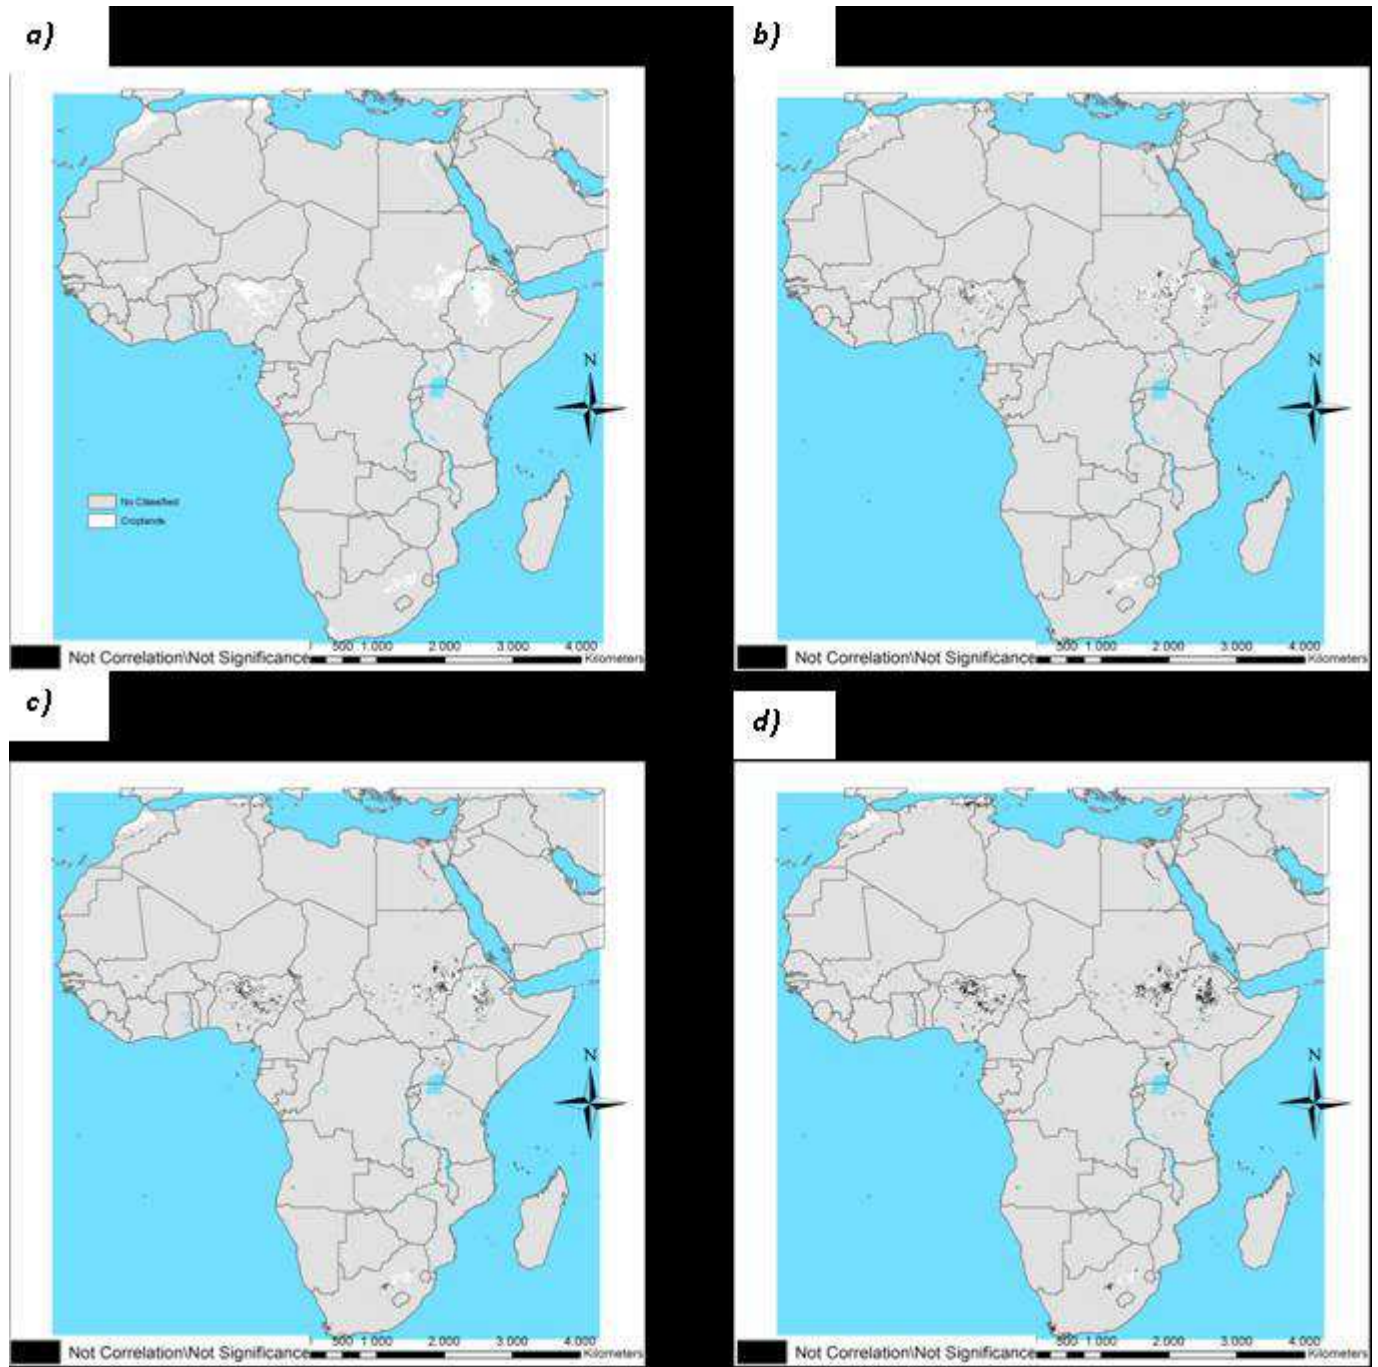 a)
b)
N
N
No Classified
Croplands
500 1.000 2.000 3.000 4.000
Not Correlation\Not Significance
Kilometers
500 1.000 2.000 3.000 4.000
Not Correlation\Not Significance
Kilometers
c)
d)
N
N
500 1.000 2.000 3.000 4.000
Not Correlation\Not Significance
Kilometers
500 1.000 2.000 3.000 4.000
Not Correlation\Not Significance
Kilometers